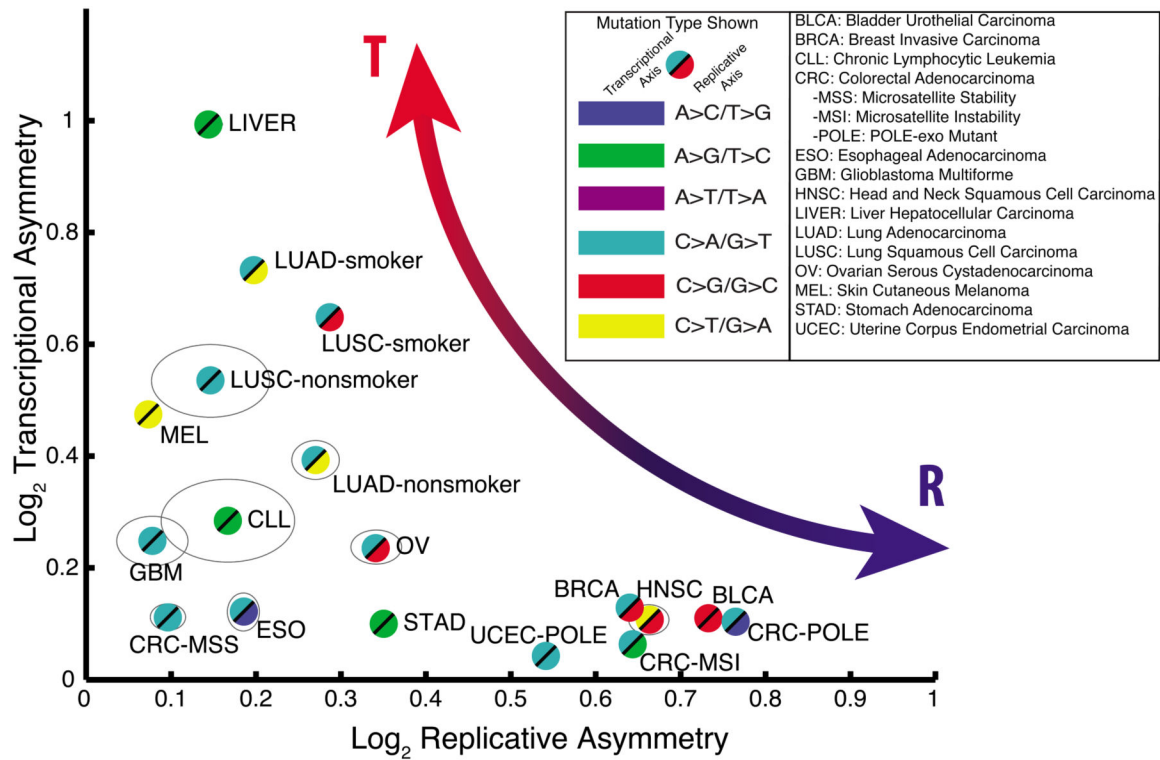 T
R
Log2 Transcriptional Asymmetry
1
0.8
0.6
0.4
0.2
0
0
0.1
0.2
0.3
0.4
0.5
0.6
0.7
0.8
0.9
1
Log2 Replicative Asymmetry
LIVER
LUAD-smoker
LUSC-smoker
LUSC-nonsmoker
MEL
LUAD-nonsmoker
CLL
GBM
OV
CRC-MSS
ESO
STAD
UCEC-POLE
BRCA
HNSC
BLCA
CRC-POLE
CRC-MSI
Mutation Type Shown
Transcriptional
Axis
Replicative
Axis
A>C/T>G
A>G/T>C
A>T/T>A
C>A/G>T
C>G/G>C
C>T/G>A
BLCA: Bladder Urothelial Carcinoma
BRCA: Breast Invasive Carcinoma
CLL: Chronic Lymphocytic Leukemia
CRC: Colorectal Adenocarcinoma
-MSS: Microsatellite Stability
-MSI: Microsatellite Instability
-POLE: POLE-exo Mutant
ESO: Esophageal Adenocarcinoma
GBM: Glioblastoma Multiforme
HNSC: Head and Neck Squamous Cell Carcinoma
LIVER: Liver Hepatocellular Carcinoma
LUAD: Lung Adenocarcinoma
LUSC: Lung Squamous Cell Carcinoma
OV: Ovarian Serous Cystadenocarcinoma
MEL: Skin Cutaneous Melanoma
STAD: Stomach Adenocarcinoma
UCEC: Uterine Corpus Endometrial Carcinoma